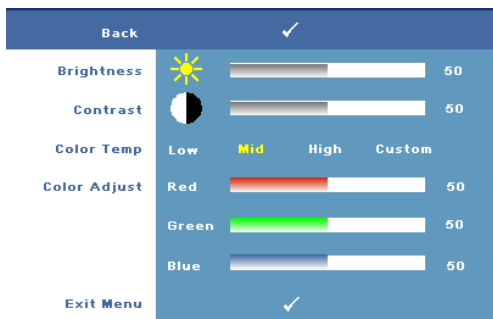 Back
Brightness 50
Contrast 50
Color Temp Low Mid High Custom
Color Adjust Red 50
Green 50
Blue 50
Exit Menu